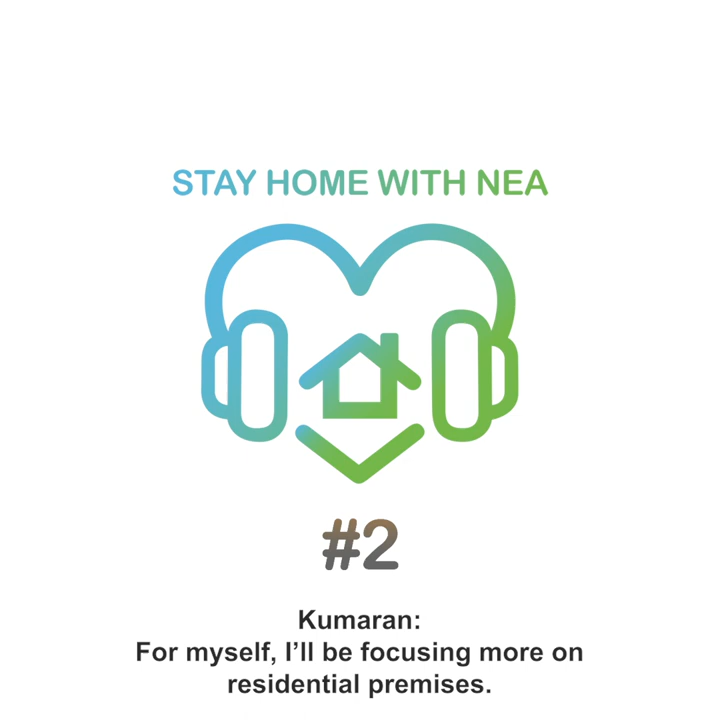 STAY HOME WITH NEA
#2
Kumaran:
For myself, I’ll be focusing more on
residential premises.